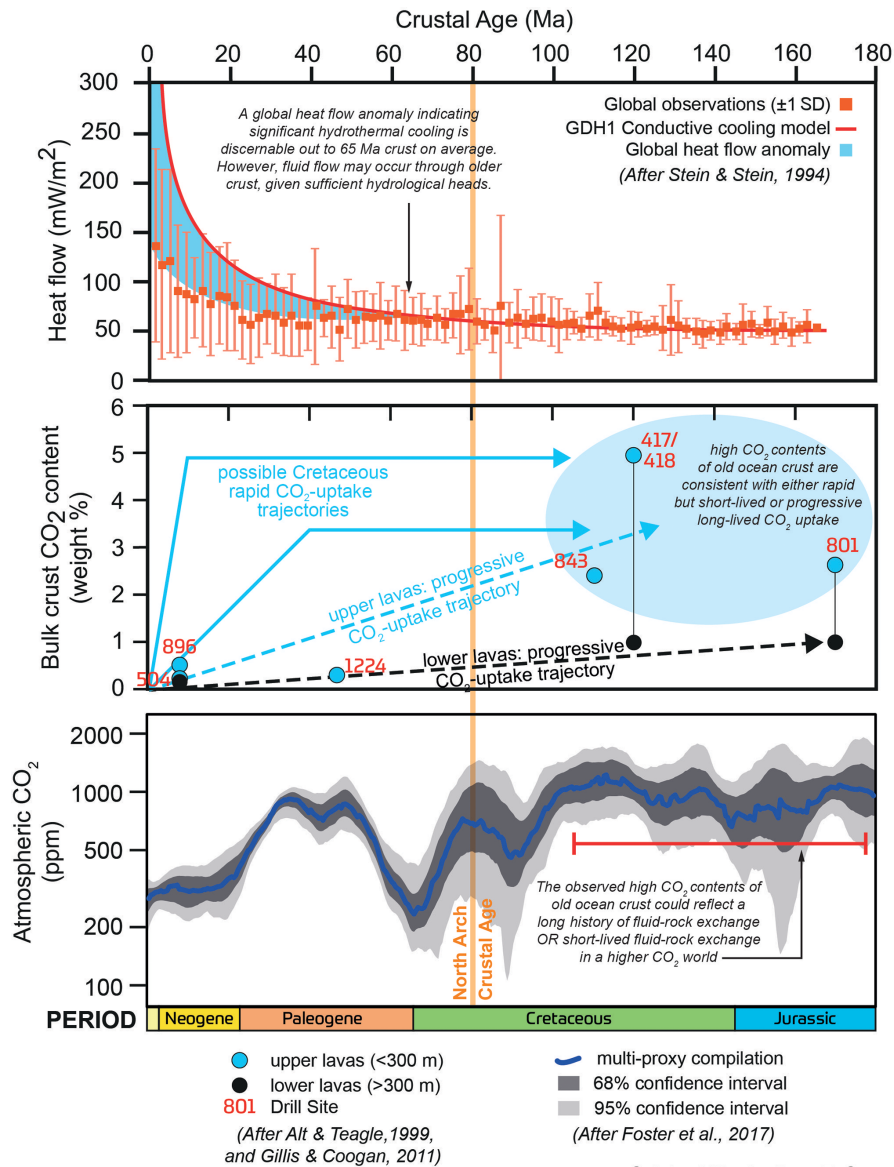 Crustal Age (Ma)
0 20 40 60 80 100 120 140 160 180
300
250
200
150
100
50
0
Heat flow (mW/m²)
A global heat flow anomaly indicating
significant hydrothermal cooling is
discernable out to 65 Ma crust on average.
However, fluid flow may occur through older
crust, given sufficient hydrological heads.
Global observations (±1 SD)
GDH1 Conductive cooling model
Global heat flow anomaly
(After Stein & Stein, 1994)
6
5
4
3
2
1
0
Bulk crust CO2 content
(weight %)
possible Cretaceous
rapid CO₂-uptake
trajectories
417/
418
high CO₂ contents
of old ocean crust are
consistent with either rapid
but short-lived or progressive
long-lived CO₂ uptake
843
801
upper lavas: progressive
CO₂-uptake trajectory
896
504
1224
lower lavas: progressive
CO₂-uptake trajectory
2000
1000
500
200
100
Atmospheric CO₂
(ppm)
The observed high CO₂ contents of
old ocean crust could reflect a
long history of fluid-rock exchange
OR short-lived fluid-rock exchange
in a higher CO₂ world
North Arch
Crustal Age
PERIOD Neogene Paleogene Cretaceous Jurassic
upper lavas (<300 m)
lower lavas (>300 m)
801 Drill Site
(After Alt & Teagle,1999,
and Gillis & Coogan, 2011)
multi-proxy compilation
68% confidence interval
95% confidence interval
(After Foster et al., 2017)